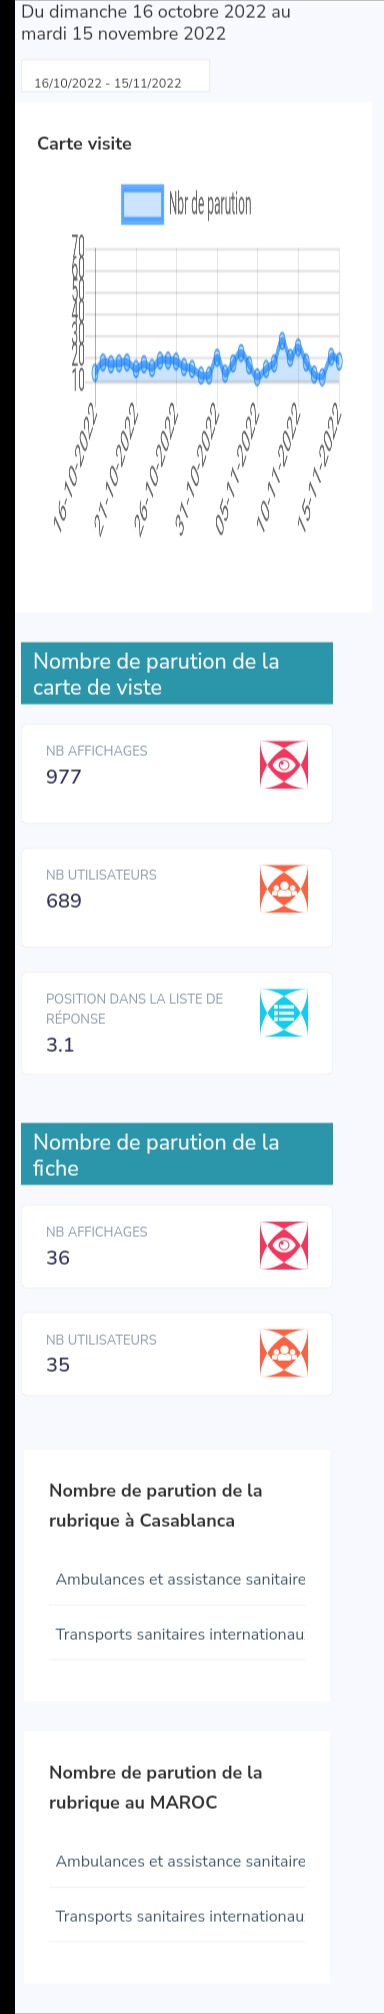 Du dimanche 16 octobre 2022 au
mardi 15 novembre 2022
16/10/2022 - 15/11/2022
Carte visite
Nbr de parution
70
20
10
16-10-2022
21-10-2022
26-10-2022
31-10-2022
05-11-2022
10-11-2022
15-11-2022
Nombre de parution de la
carte de viste
NB AFFICHAGES
977
NB UTILISATEURS
689
POSITION DANS LA LISTE DE
RÉPONSE
3.1
Nombre de parution de la
fiche
NB AFFICHAGES
36
NB UTILISATEURS
35
Nombre de parution de la
rubrique à Casablanca
Ambulances et assistance sanitaire
Transports sanitaires internationau
Nombre de parution de la
rubrique au MAROC
Ambulances et assistance sanitaire
Transports sanitaires internationau